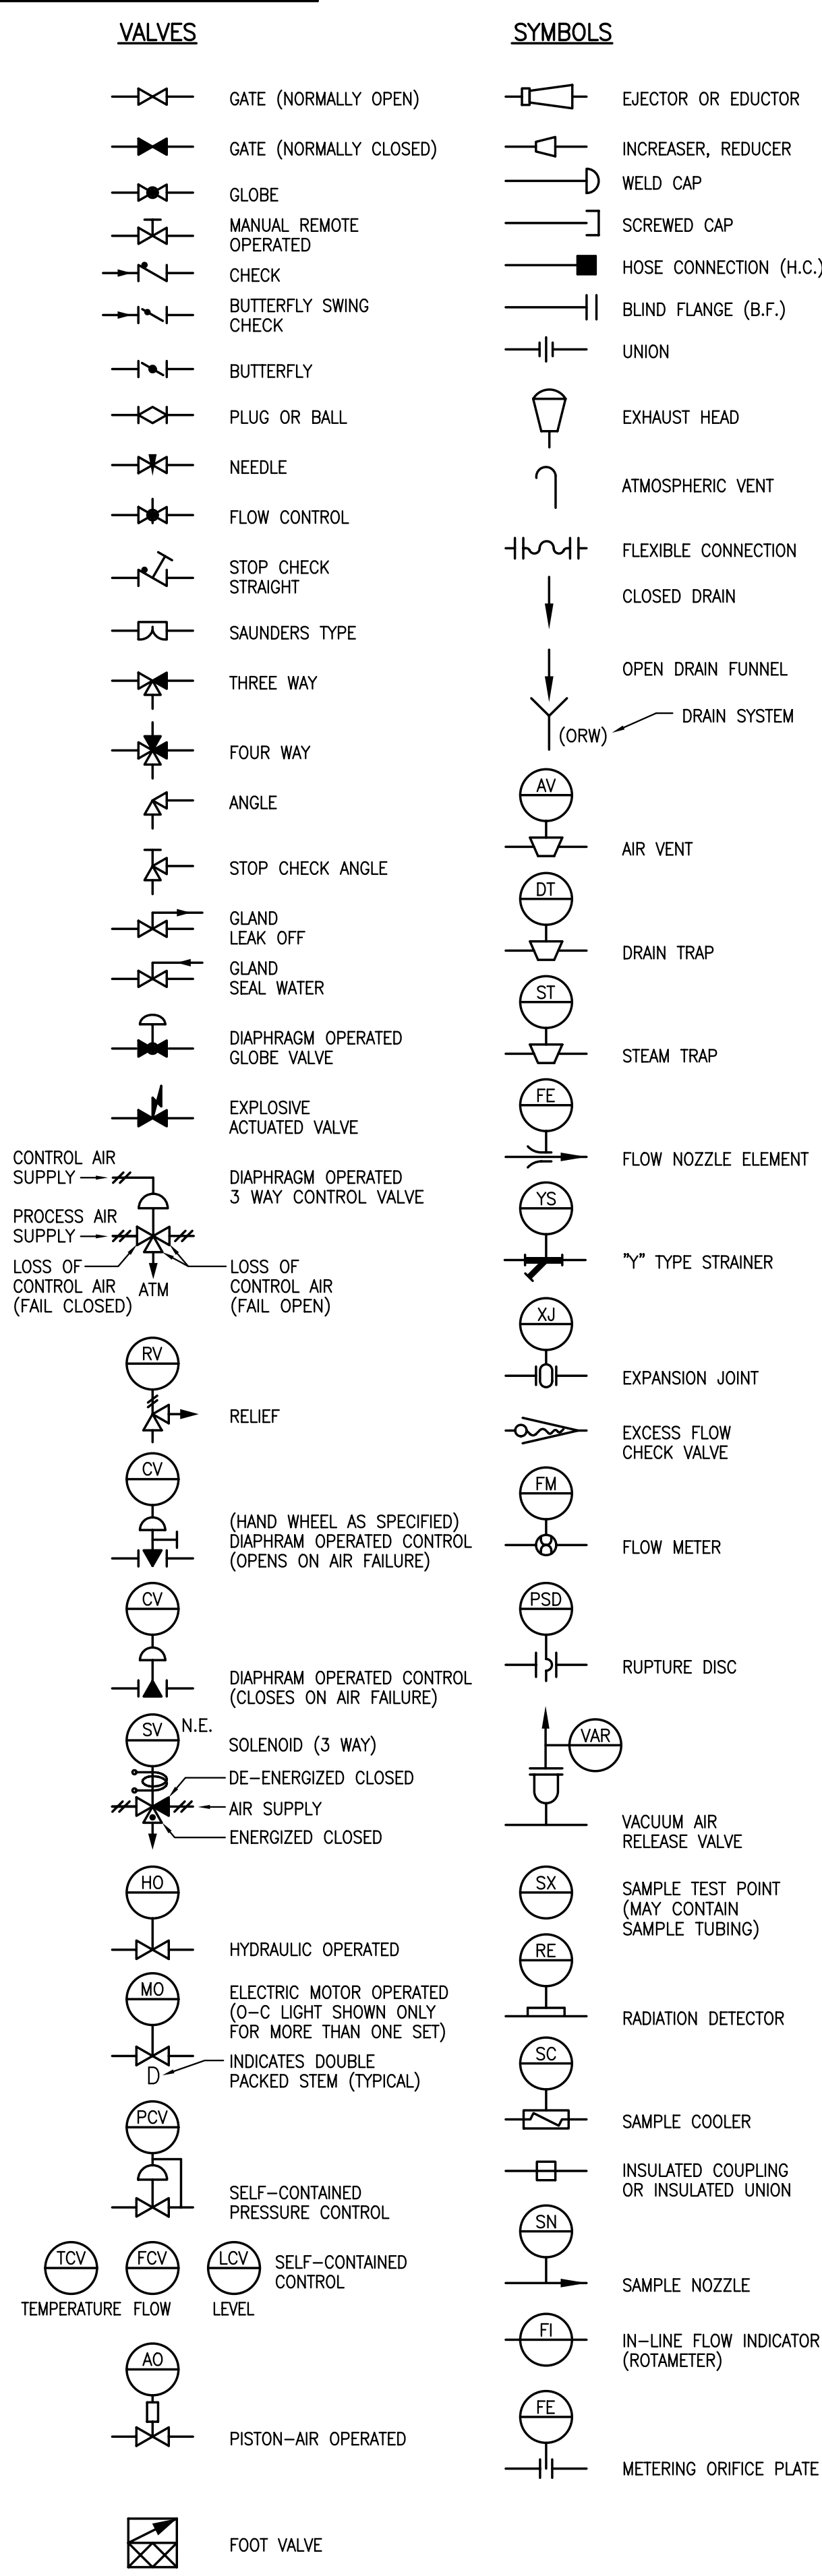 VALVES
GATE (NORMALLY OPEN)
GATE (NORMALLY CLOSED)
GLOBE
MANUAL REMOTE
OPERATED
CHECK
BUTTERFLY SWING
CHECK
BUTTERFLY
PLUG OR BALL
NEEDLE
FLOW CONTROL
STOP CHECK
STRAIGHT
SAUNDERS TYPE
THREE WAY
FOUR WAY
ANGLE
STOP CHECK ANGLE
GLAND
LEAK OFF
GLAND
SEAL WATER
DIAPHRAGM OPERATED
GLOBE VALVE
EXPLOSIVE
ACTUATED VALVE
CONTROL AIR
SUPPLY
DIAPHRAGM OPERATED
3 WAY CONTROL VALVE
PROCESS AIR
SUPPLY
LOSS OF
CONTROL AIR
(FAIL CLOSED)
ATM
LOSS OF
CONTROL AIR
(FAIL OPEN)
RV
RELIEF
CV
(HAND WHEEL AS SPECIFIED)
DIAPHRAM OPERATED CONTROL
(OPENS ON AIR FAILURE)
CV
DIAPHRAM OPERATED CONTROL
(CLOSES ON AIR FAILURE)
SV
N.E.
SOLENOID (3 WAY)
DE-ENERGIZED CLOSED
AIR SUPPLY
ENERGIZED CLOSED
HO
HYDRAULIC OPERATED
MO
ELECTRIC MOTOR OPERATED
(O-C LIGHT SHOWN ONLY
FOR MORE THAN ONE SET)
D
INDICATES DOUBLE
PACKED STEM (TYPICAL)
PCV
SELF-CONTAINED
PRESSURE CONTROL
TCV
FCV
LCV
SELF-CONTAINED
CONTROL
TEMPERATURE
FLOW
LEVEL
AO
PISTON-AIR OPERATED
FOOT VALVE
SYMBOLS
EJECTOR OR EDUCTOR
INCREASER, REDUCER
WELD CAP
SCREWED CAP
HOSE CONNECTION (H.C.)
BLIND FLANGE (B.F.)
UNION
EXHAUST HEAD
ATMOSPHERIC VENT
FLEXIBLE CONNECTION
CLOSED DRAIN
OPEN DRAIN FUNNEL
DRAIN SYSTEM
(ORW)
AV
AIR VENT
DT
DRAIN TRAP
ST
STEAM TRAP
FE
FLOW NOZZLE ELEMENT
YS
"Y" TYPE STRAINER
XJ
EXPANSION JOINT
EXCESS FLOW
CHECK VALVE
FM
FLOW METER
PSD
RUPTURE DISC
VAR
VACUUM AIR
RELEASE VALVE
SX
SAMPLE TEST POINT
(MAY CONTAIN
SAMPLE TUBING)
RE
RADIATION DETECTOR
SC
SAMPLE COOLER
INSULATED COUPLING
OR INSULATED UNION
SN
SAMPLE NOZZLE
FI
IN-LINE FLOW INDICATOR
(ROTAMETER)
FE
METERING ORIFICE PLATE